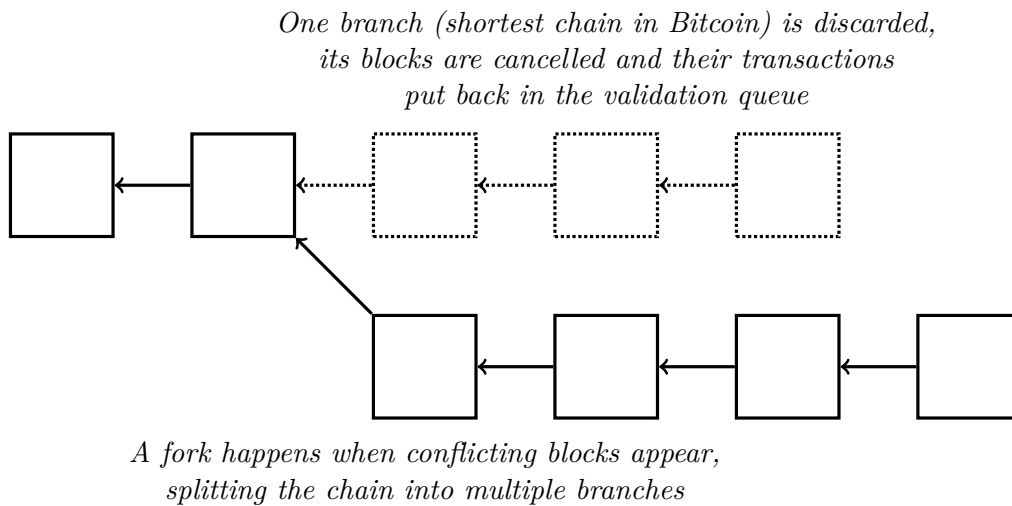 One branch (shortest chain in Bitcoin) is discarded,
its blocks are cancelled and their transactions
put back in the validation queue
A fork happens when conflicting blocks appear,
splitting the chain into multiple branches